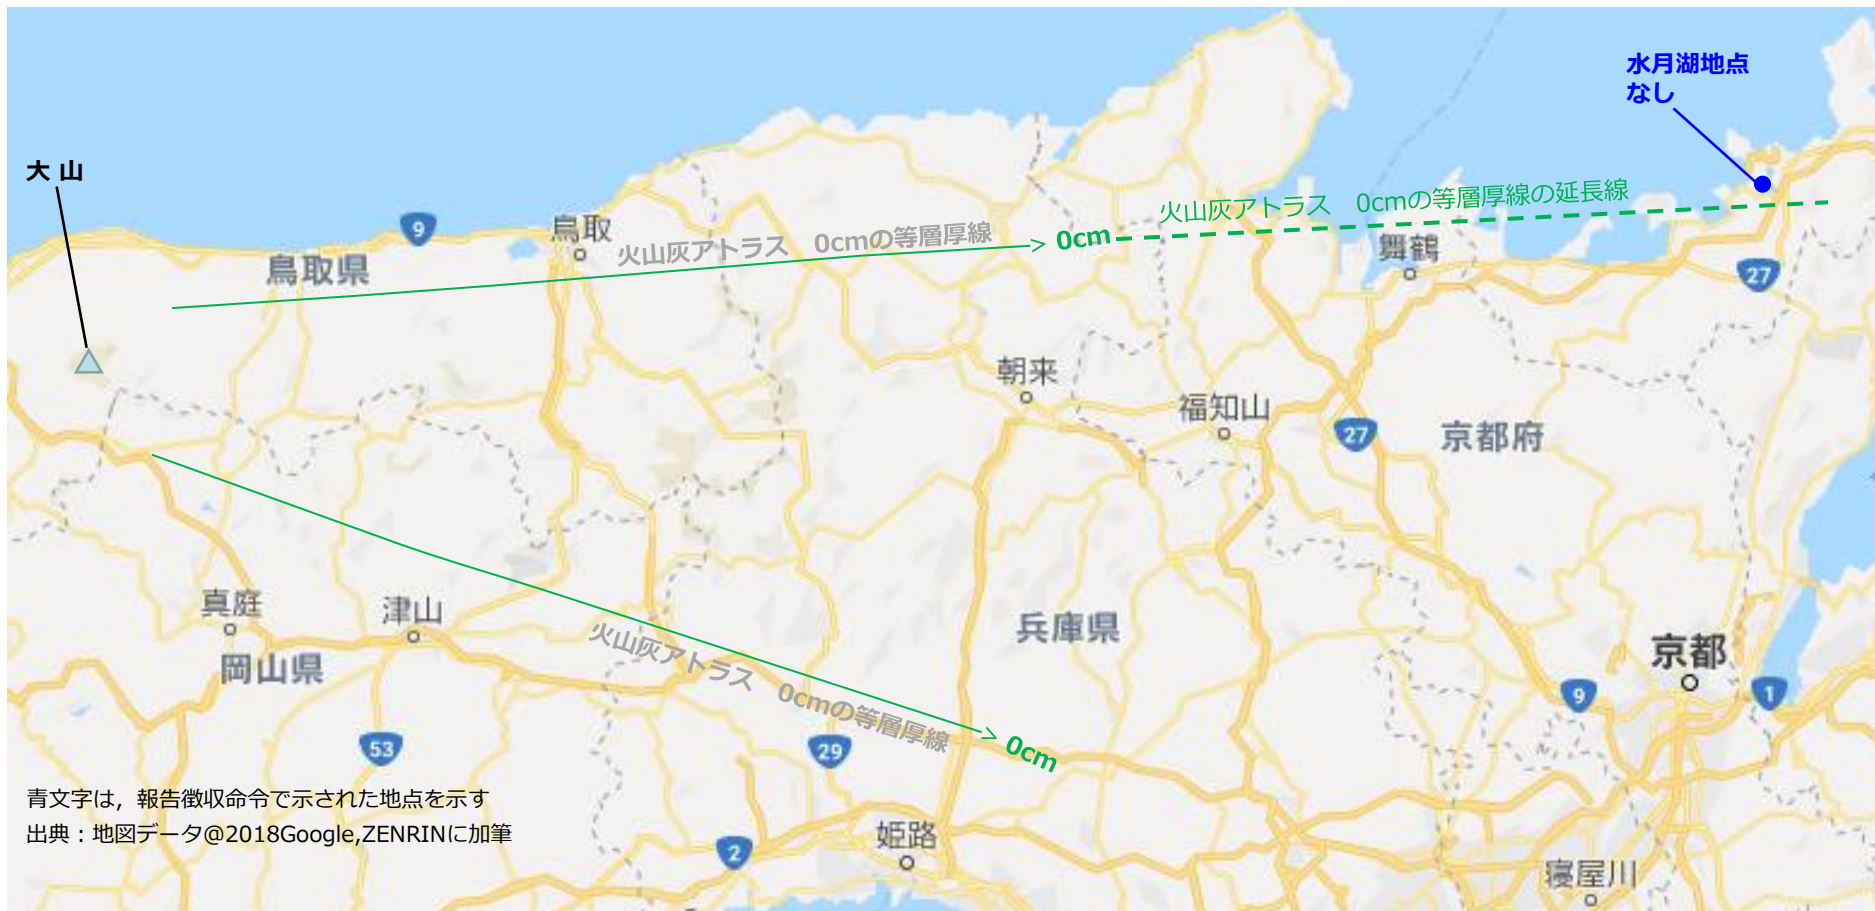 水月湖地点
なし
大 山
火山灰アトラス 0cmの等層厚線の延長線
9
鳥取
火山灰アトラス 0cmの等層厚線
> 0cm
舞鶴
鳥取県
27
朝来
福知山
27
京都府
真庭
津山
火山灰アトラス 0cmの等層厚線
> 0cm
兵庫県
岡山県
京都
9
1
53
29
青文字は，報告徴収命令で示された地点を示す
出典：地図データ@2018Google,ZENRINに加筆
2
姫路
寝屋川